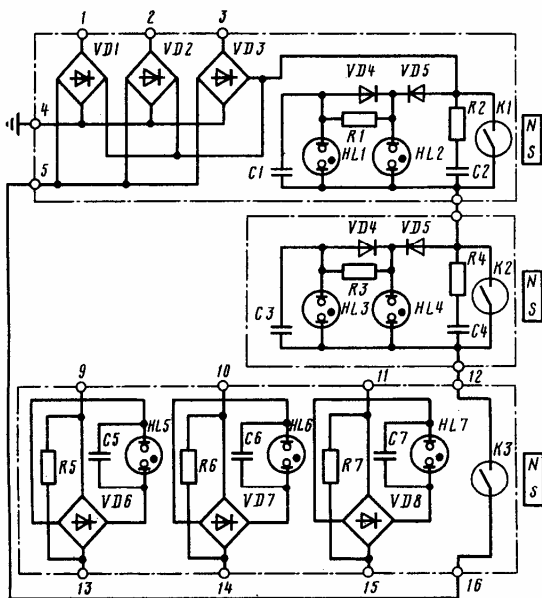 1 2 3
VD1 VD2 VD3
VD4 VD5
4
R1
R2 K1
N
S
C1 HL1 HL2 C2
5
VD4 VD5
R3
R4 K2
N
S
C3 HL3 HL4 C4
9 10 11 12
R5 C5 HL5 R6 C6 HL6 R7 C7 HL7 K3
N
S
VD6 VD7 VD8
13 14 15 16